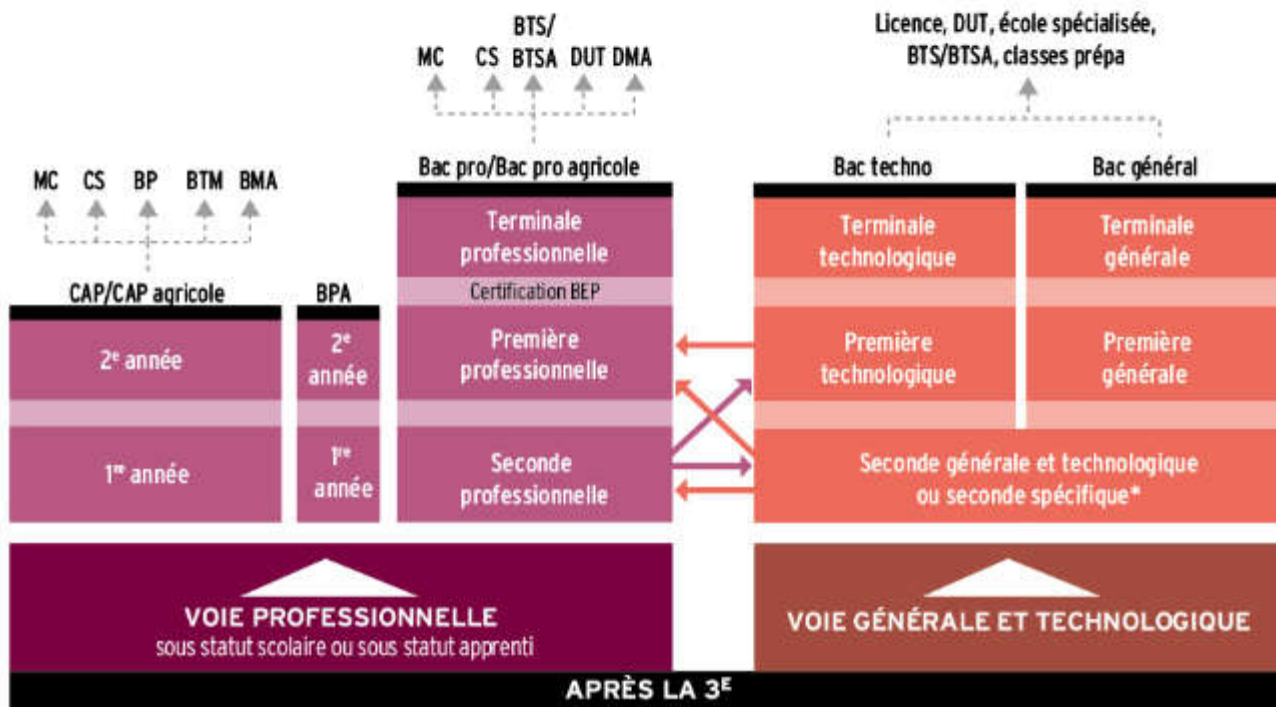 BTS/
MC CS BTSA DUT DMA
Licence, DUT, école spécialisée,
BTS/BTSA, classes prépa
Bac pro/Bac pro agricole
Bac techno
Bac général
MC CS BP BTM BMA
CAP/CAP agricole
BPA
Terminale
professionnelle
Certification BEP
Terminale
technologique
Terminale
générale
2e année
2e
année
Première
professionnelle
Première
technologique
Première
générale
1re année
1re
année
Seconde
professionnelle
Seconde générale et technologique
ou seconde spécifique*
VOIE PROFESSIONNELLE
sous statut scolaire ou sous statut apprenti
VOIE GÉNÉRALE ET TECHNOLOGIQUE
APRÈS LA 3E